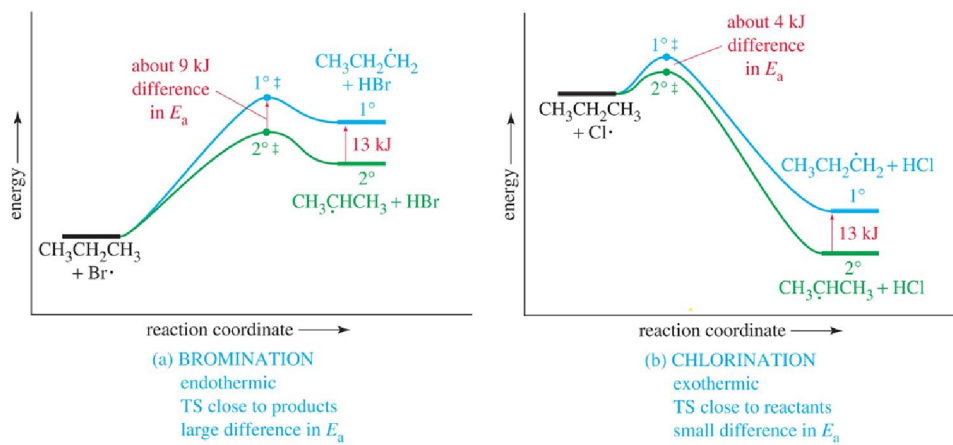 about 9 kJ
difference
in Ea
CH3CH2ĊH2
+ HBr
1° ‡
1°
2° ‡
13 kJ
2°
CH3ĊHCH3 + HBr
CH3CH2CH3
+ Br·
energy
reaction coordinate
(a) BROMINATION
endothermic
TS close to products
large difference in Ea
about 4 kJ
difference
in Ea
1° ‡
2° ‡
CH3CH2CH3
+ Cl·
CH3CH2ĊH2 + HCl
1°
13 kJ
2°
CH3ĊHCH3 + HCl
energy
reaction coordinate
(b) CHLORINATION
exothermic
TS close to reactants
small difference in Ea